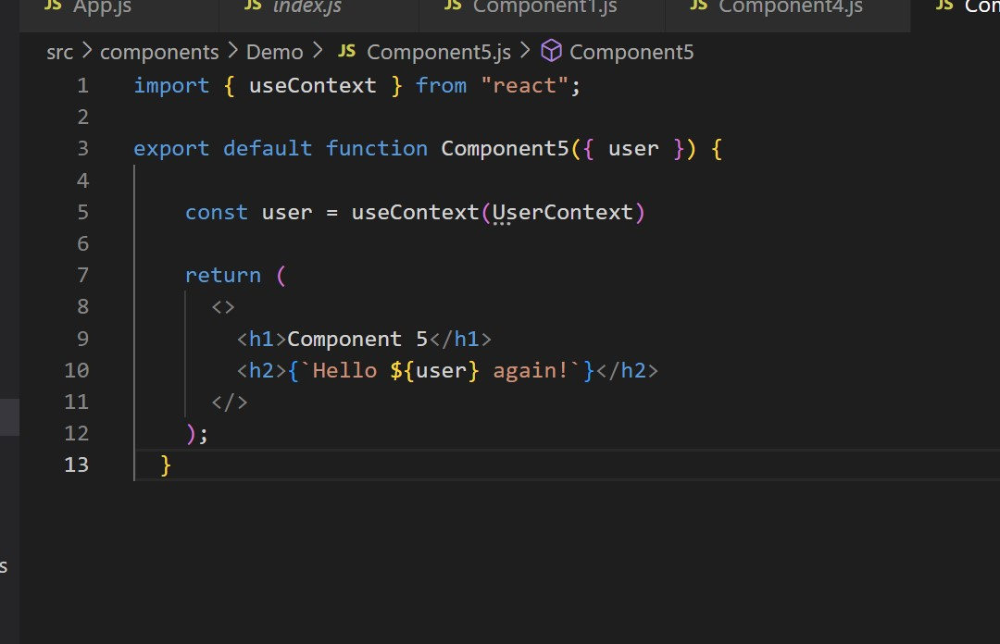 JS App.js JS index.js JS Component1.js JS Component4.js JS
src > components > Demo > JS Component5.js > Component5
1 import { useContext } from "react";
2
3 export default function Component5({ user }) {
4
5 const user = useContext(UserContext)
6
7 return (
8 <>
9 <h1>Component 5</h1>
10 <h2>{`Hello ${user} again!`}</h2>
11 </>
12 );
13 }
s